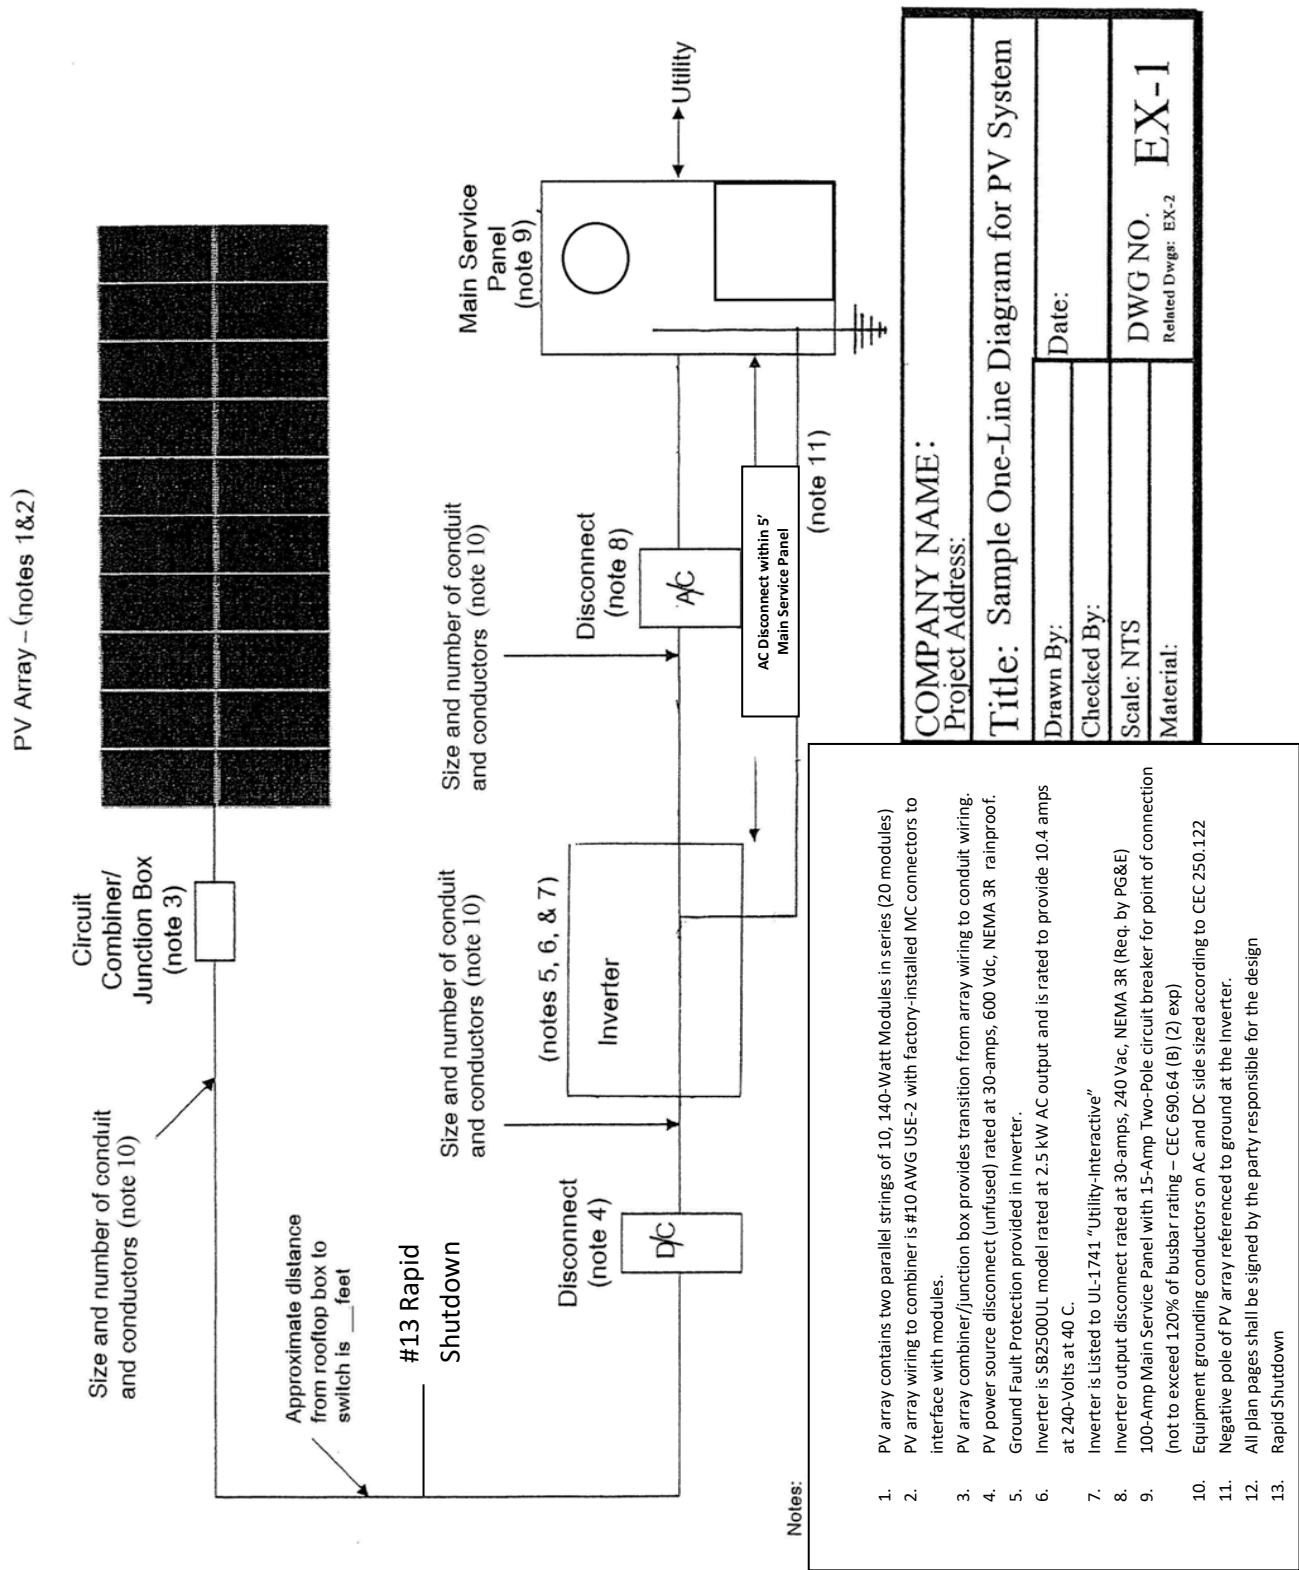 PV Array – (notes 1&2)
Circuit
Combiner/
Junction Box
(note 3)
Size and number of conduit
and conductors (note 10)
Approximate distance
from rooftop box to
switch is __feet
#13 Rapid
Shutdown
Disconnect
(note 4)
D/C
Size and number of conduit
and conductors (note 10)
(notes 5, 6, & 7)
Inverter
Size and number of conduit
and conductors (note 10)
Disconnect
(note 8)
A/C
AC Disconnect within 5’
Main Service Panel
(note 11)
Main Service
Panel
(note 9)
Utility
Notes:
1. PV array contains two parallel strings of 10, 140-Watt Modules in series (20 modules)
2. PV array wiring to combiner is #10 AWG USE-2 with factory-installed MC connectors to
interface with modules.
3. PV array combiner/junction box provides transition from array wiring to conduit wiring.
4. PV power source disconnect (unfused) rated at 30-amps, 600 Vdc, NEMA 3R rainproof.
5. Ground Fault Protection provided in Inverter.
6. Inverter is SB2500UL model rated at 2.5 kW AC output and is rated to provide 10.4 amps
at 240-Volts at 40 C.
7. Inverter is Listed to UL-1741 “Utility-Interactive”
8. Inverter output disconnect rated at 30-amps, 240 Vac, NEMA 3R (Req. by PG&E)
9. 100-Amp Main Service Panel with 15-Amp Two-Pole circuit breaker for point of connection
(not to exceed 120% of busbar rating – CEC 690.64 (B) (2) exp)
10. Equipment grounding conductors on AC and DC side sized according to CEC 250.122
11. Negative pole of PV array referenced to ground at the Inverter.
12. All plan pages shall be signed by the party responsible for the design
13. Rapid Shutdown
COMPANY NAME:
Project Address:
Title: Sample One-Line Diagram for PV System
Drawn By:
Date:
Checked By:
Scale: NTS
DWG NO. EX-1
Related Dwgs: EX-2
Material: